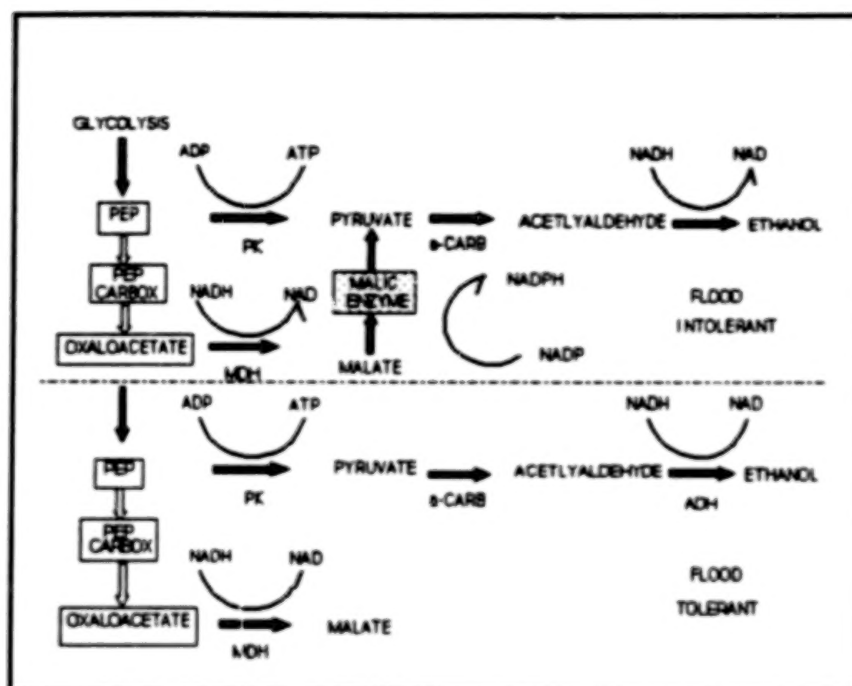 GLYCOLYSIS
ADP ATP NADH NAD
PEP PYRUVATE ACETLYALDEHYDE ETHANOL
PK α-CARB
PEP
CARBOX NADH NAD MALIC
ENZYME NADPH FLOOD
INTOLERANT
OXALOACETATE MALATE NADP
MDH
ADP ATP NADH NAD
PEP PYRUVATE ACETLYALDEHYDE ETHANOL
PK α-CARB ADH
PEP
CARBOX
NADH NAD FLOOD
OXALOACETATE MALATE TOLERANT
MDH